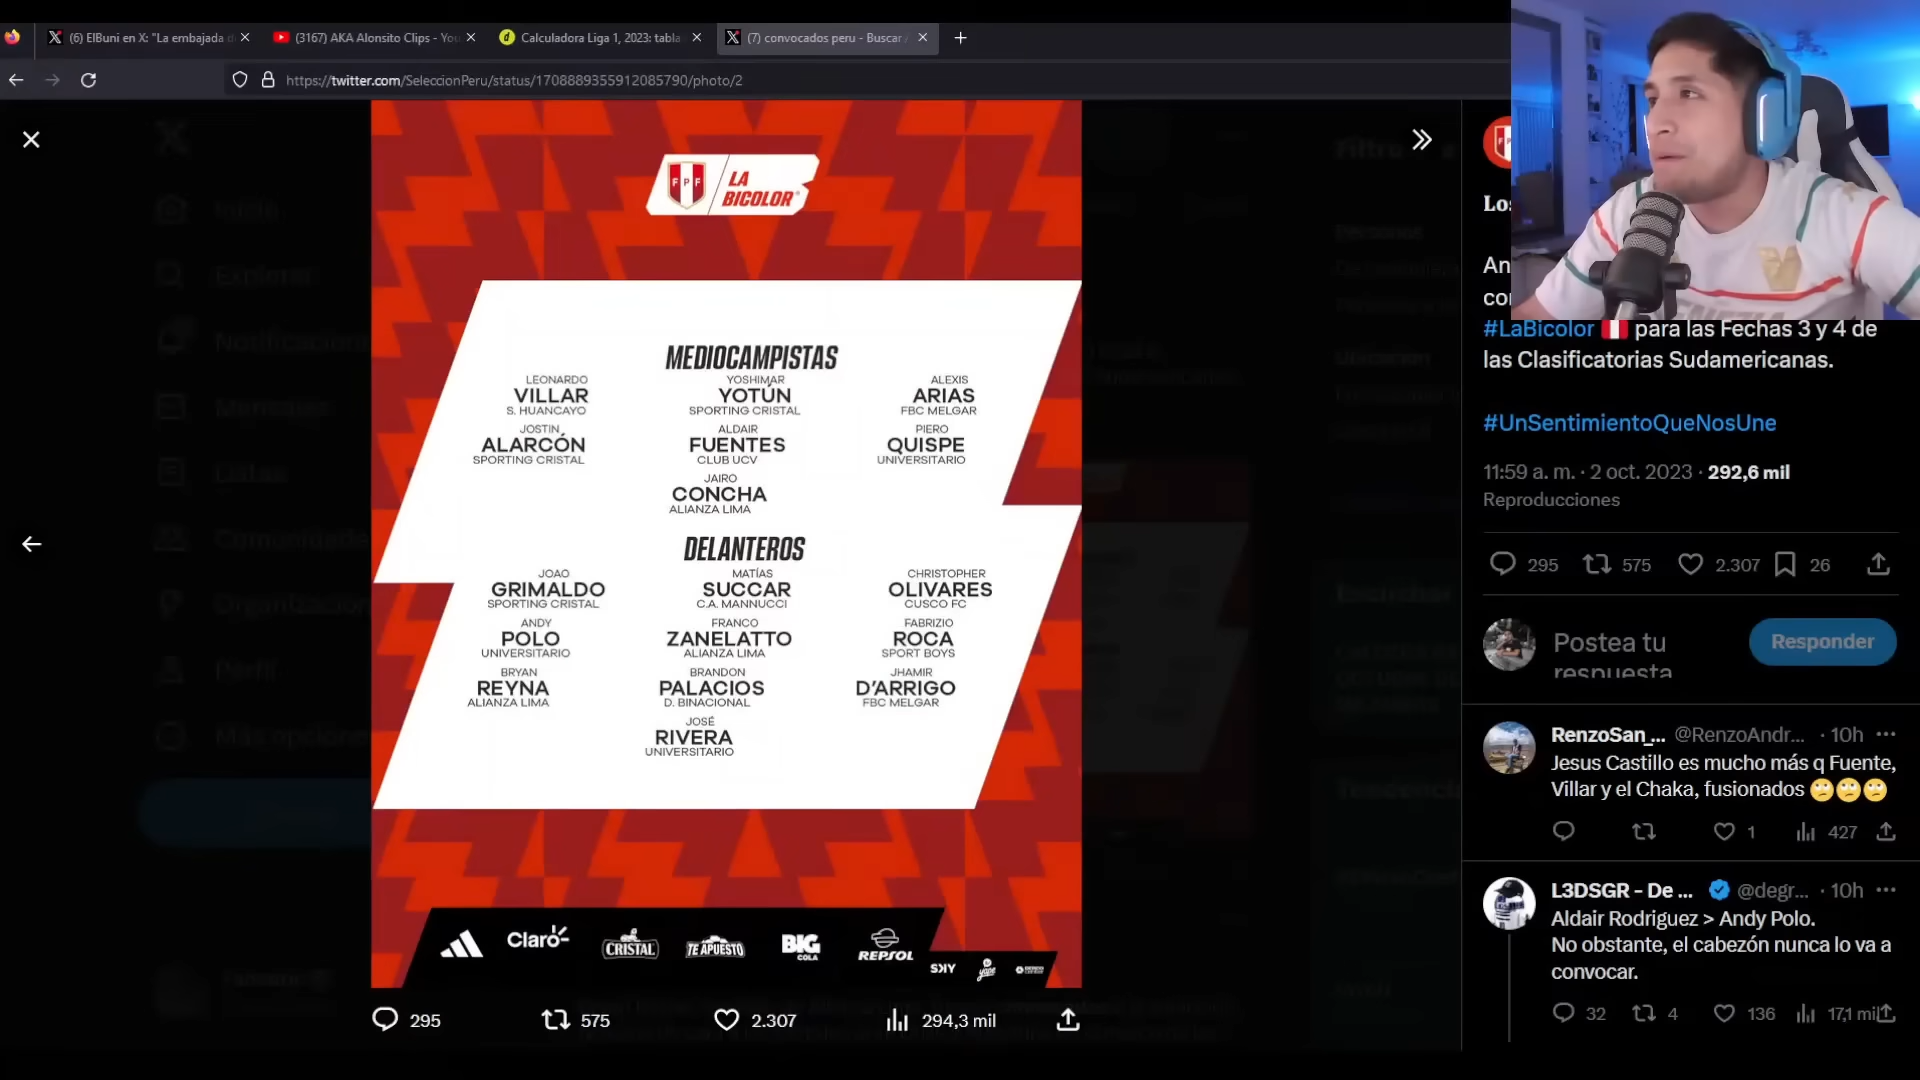 (6) ElBuni en X: "La embajada d
(3167) AKA Alonsito Clips - You
Calculadora Liga 1, 2023: tabla
(7) convocados peru - Buscar
https://twitter.com/SeleccionPeru/status/1708889355912085790/photo/2
FPF
LA
BICOLOR
MEDIOCAMPISTAS
LEONARDO
VILLAR
S. HUANCAYO
YOSHIMAR
YOTÚN
SPORTING CRISTAL
ALEXIS
ARIAS
FBC MELGAR
JOSTIN
ALARCÓN
SPORTING CRISTAL
ALDAIR
FUENTES
CLUB UCV
PIERO
QUISPE
UNIVERSITARIO
JAIRO
CONCHA
ALIANZA LIMA
DELANTEROS
JOAO
GRIMALDO
SPORTING CRISTAL
MATÍAS
SUCCAR
C.A. MANNUCCI
CHRISTOPHER
OLIVARES
CUSCO FC
ANDY
POLO
UNIVERSITARIO
FRANCO
ZANELATTO
ALIANZA LIMA
FABRIZIO
ROCA
SPORT BOYS
BRYAN
REYNA
ALIANZA LIMA
BRANDON
PALACIOS
D. BINACIONAL
JHAMIR
D'ARRIGO
FBC MELGAR
JOSÉ
RIVERA
UNIVERSITARIO
Claro
CRISTAL
TE APUESTO
BIG
COLA
REPSOL
SKY
yape
295
575
2.307
294,3 mil
Los
An
co
#LaBicolor para las Fechas 3 y 4 de
las Clasificatorias Sudamericanas.
#UnSentimientoQueNosUne
11:59 a. m. · 2 oct. 2023 · 292,6 mil
Reproducciones
295
575
2.307
26
Postea tu
respuesta
Responder
RenzoSan_... @RenzoAndr... · 10h
Jesus Castillo es mucho más q Fuente,
Villar y el Chaka, fusionados 🙄🙄🙄
1
427
L3DSGR - De ... @degr... · 10h
Aldair Rodriguez > Andy Polo.
No obstante, el cabezón nunca lo va a
convocar.
32
4
136
17,1 mil